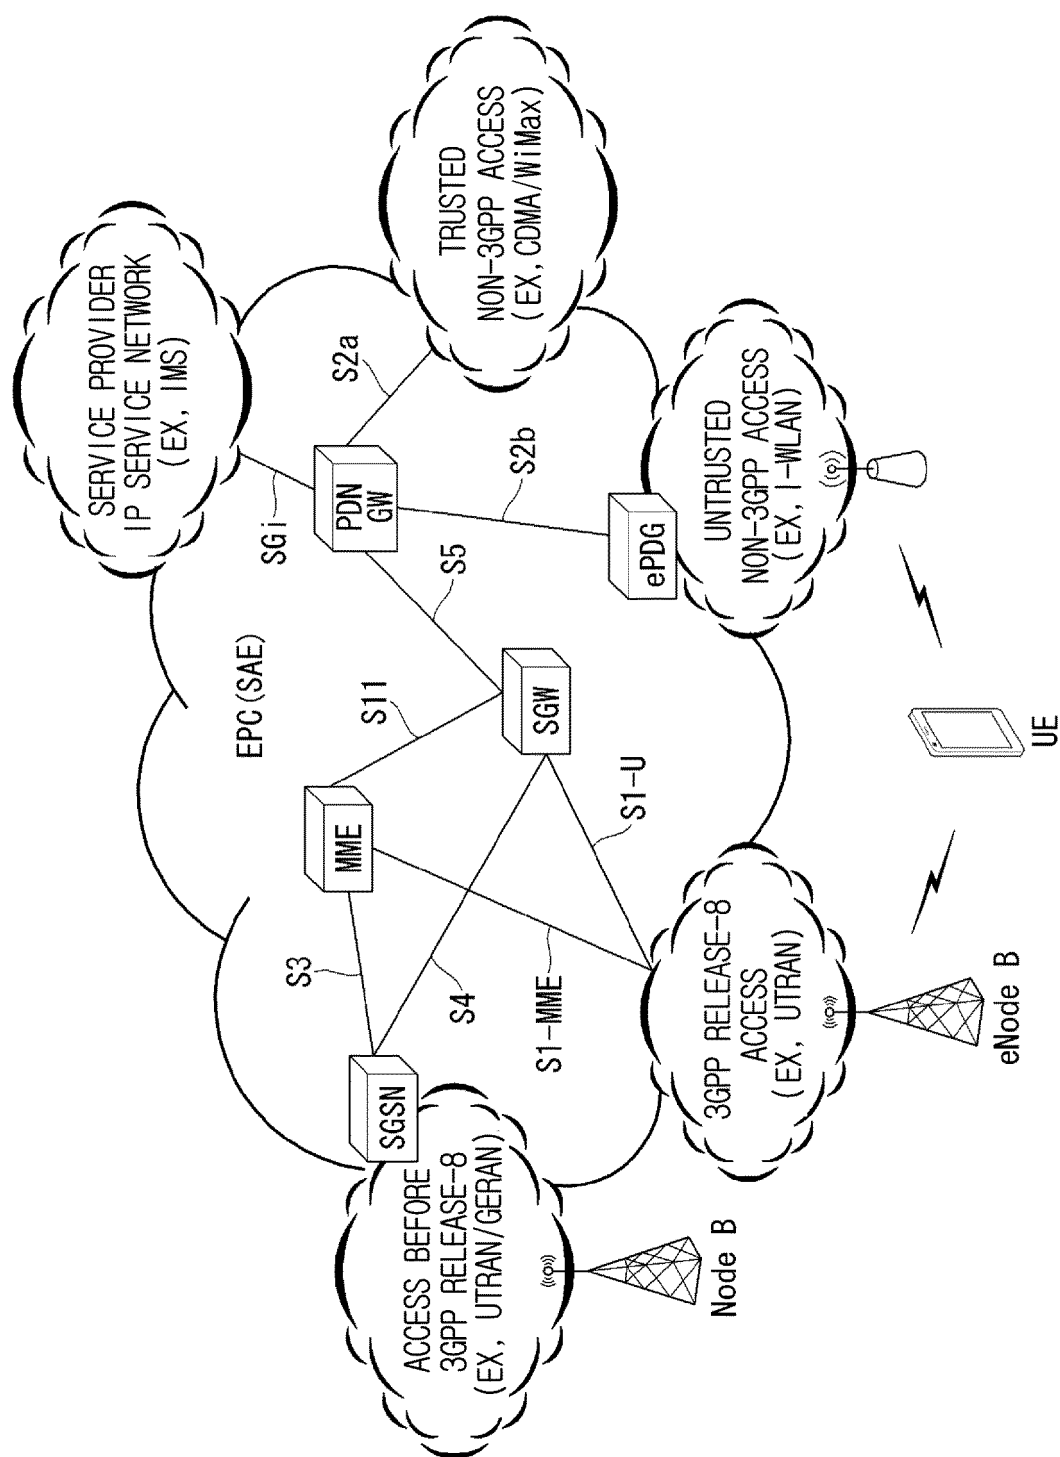 SERVICE PROVIDER
IP SERVICE NETWORK
(EX, IMS)
EPC(SAE)
SGi
S2a
PDN
GW
TRUSTED
NON-3GPP ACCESS
(EX, CDMA/WiMax)
S11
S5
MME
S3
S2b
SGSN
S4
SGW
ePDG
ACCESS BEFORE
3GPP RELEASE-8
(EX, UTRAN/GERAN)
S1-MME
S1-U
UNTRUSTED
NON-3GPP ACCESS
(EX, I-WLAN)
3GPP RELEASE-8
ACCESS
(EX, UTRAN)
Node B
eNode B
UE